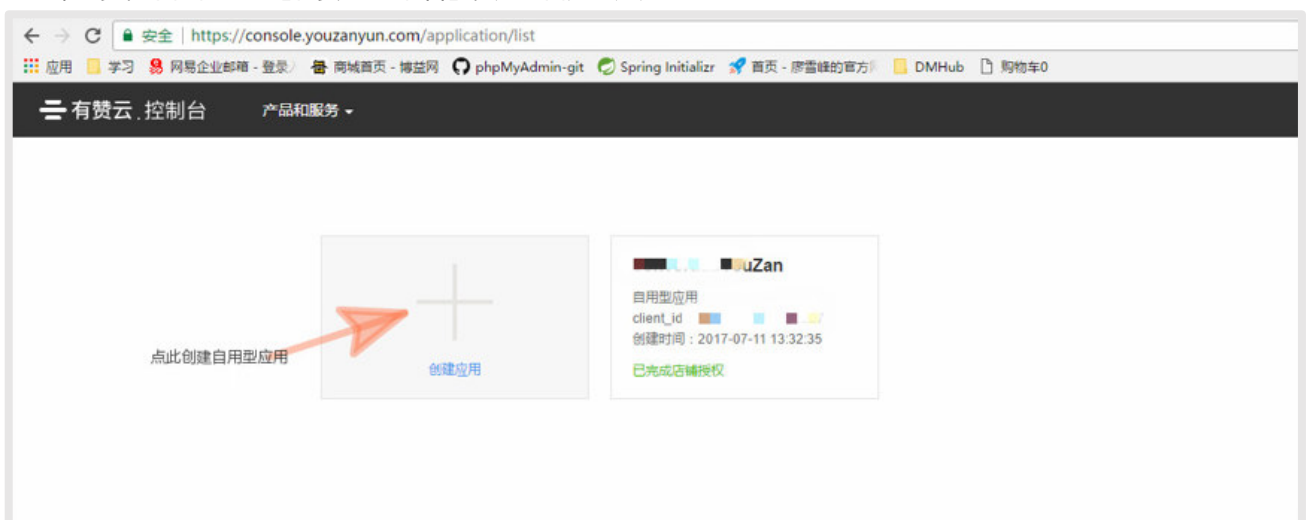 安全 | https://console.youzanyun.com/application/list
应用 学习 网易企业邮箱 - 登录 商城首页 - 博益网 phpMyAdmin-git Spring Initializr 首页 - 廖雪峰的官方 DMHub 购物车0
有赞云.控制台 产品和服务
uZan
自用型应用
client_id
创建时间：2017-07-11 13:32:35
点此创建自用型应用
创建应用
已完成店铺授权